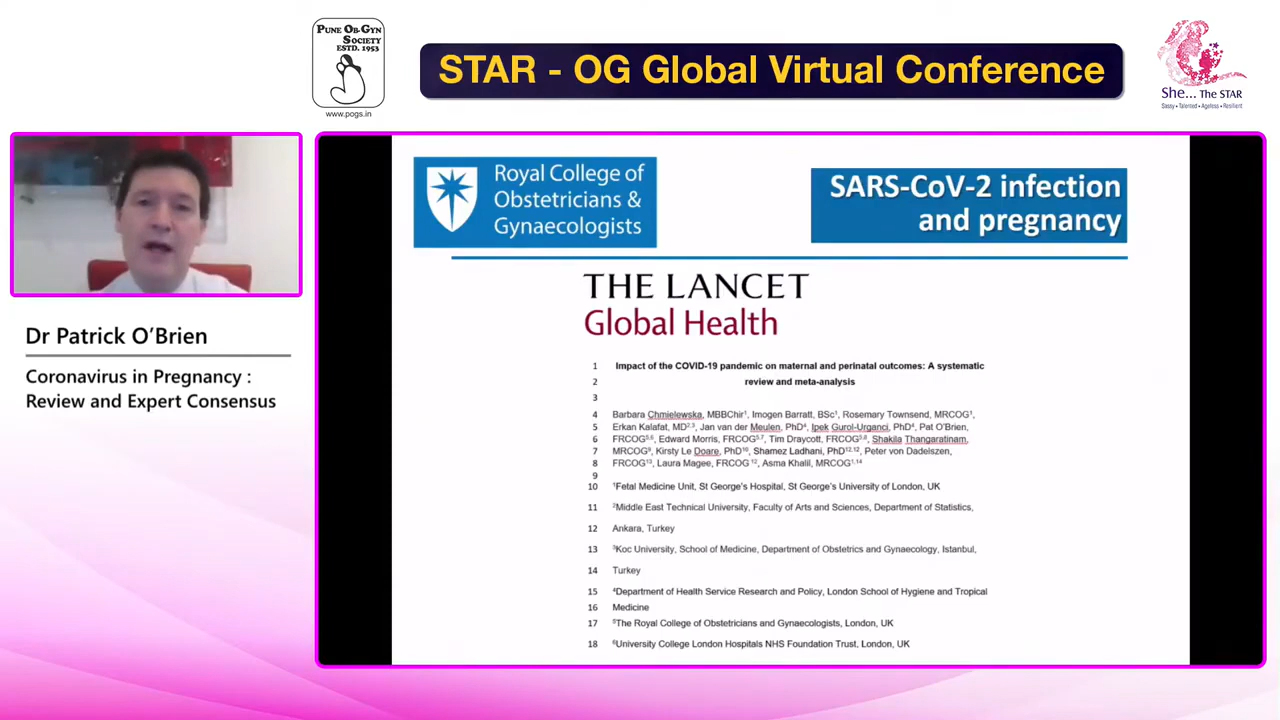 PUNE OB-GYN
SOCIETY
ESTD. 1953
www.pogs.in
STAR - OG Global Virtual Conference
She... The STAR
Sassy • Talented • Ageless • Resilient
Dr Patrick O’Brien
Coronavirus in Pregnancy :
Review and Expert Consensus
Royal College of
Obstetricians &
Gynaecologists
SARS-CoV-2 infection
and pregnancy
THE LANCET
Global Health
1 Impact of the COVID-19 pandemic on maternal and perinatal outcomes: A systematic
2 review and meta-analysis
3
4 Barbara Chmielewska, MBBChir¹, Imogen Barratt, BSc¹, Rosemary Townsend, MRCOG¹,
5 Erkan Kalafat, MD²,³, Jan van der Meulen, PhD⁴, Ipek Gurol-Urganci, PhD⁴, Pat O'Brien,
6 FRCOG⁵,⁶, Edward Morris, FRCOG⁵,⁷, Tim Draycott, FRCOG⁵,⁸, Shakila Thangaratinam,
7 MRCOG⁹, Kirsty Le Doare, PhD¹⁰, Shamez Ladhani, PhD¹²,¹², Peter von Dadelszen,
8 FRCOG¹³, Laura Magee, FRCOG ¹², Asma Khalil, MRCOG¹,¹⁴
9
10 ¹Fetal Medicine Unit, St George's Hospital, St George's University of London, UK
11 ²Middle East Technical University, Faculty of Arts and Sciences, Department of Statistics,
12 Ankara, Turkey
13 ³Koc University, School of Medicine, Department of Obstetrics and Gynaecology, Istanbul,
14 Turkey
15 ⁴Department of Health Service Research and Policy, London School of Hygiene and Tropical
16 Medicine
17 ⁵The Royal College of Obstetricians and Gynaecologists, London, UK
18 ⁶University College London Hospitals NHS Foundation Trust, London, UK